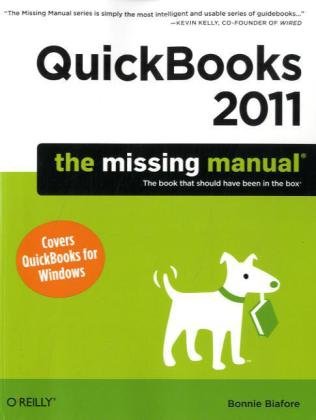 "The Missing Manual series is simply the most intelligent and usable series of guidebooks..."
—KEVIN KELLY, CO-FOUNDER OF WIRED
QuickBooks
2011
the missing manual®
The book that should have been in the box®
Covers
QuickBooks for
Windows
O'REILLY®
Bonnie Biafore